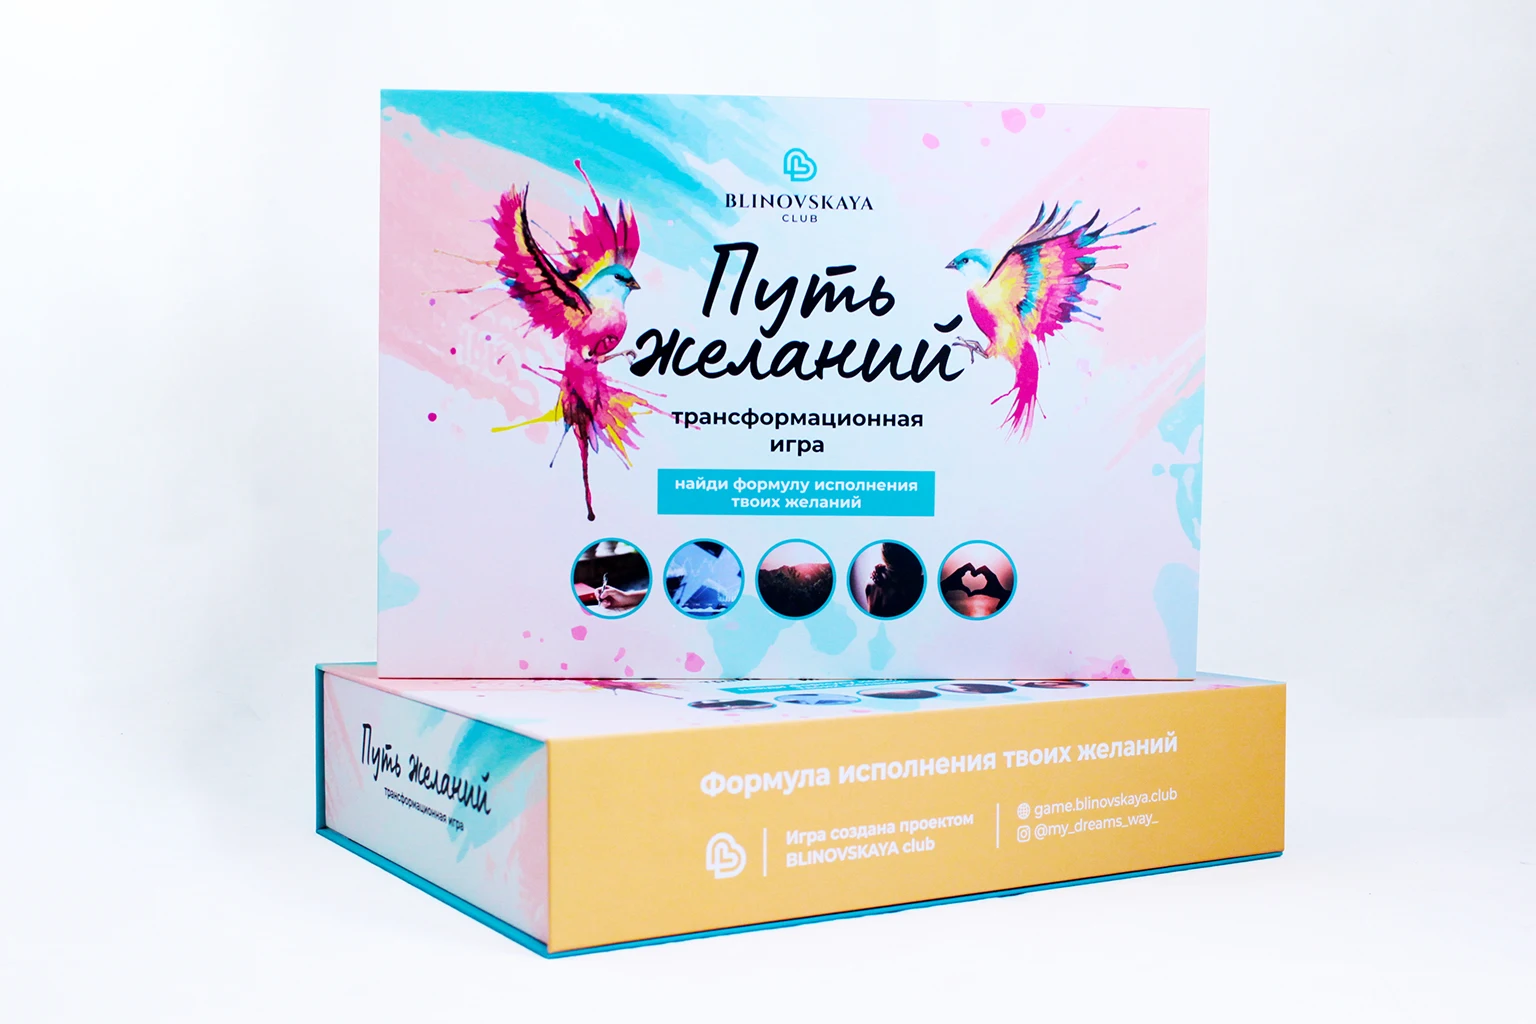 BLINOVSKAYA
CLUB
Путь
желаний
трансформационная
игра
найди формулу исполнения
твоих желаний
Путь желаний
трансформационная игра
Формула исполнения твоих желаний
Игра создана проектом
BLINOVSKAYA club
game.blinovskaya.club
@my_dreams_way_